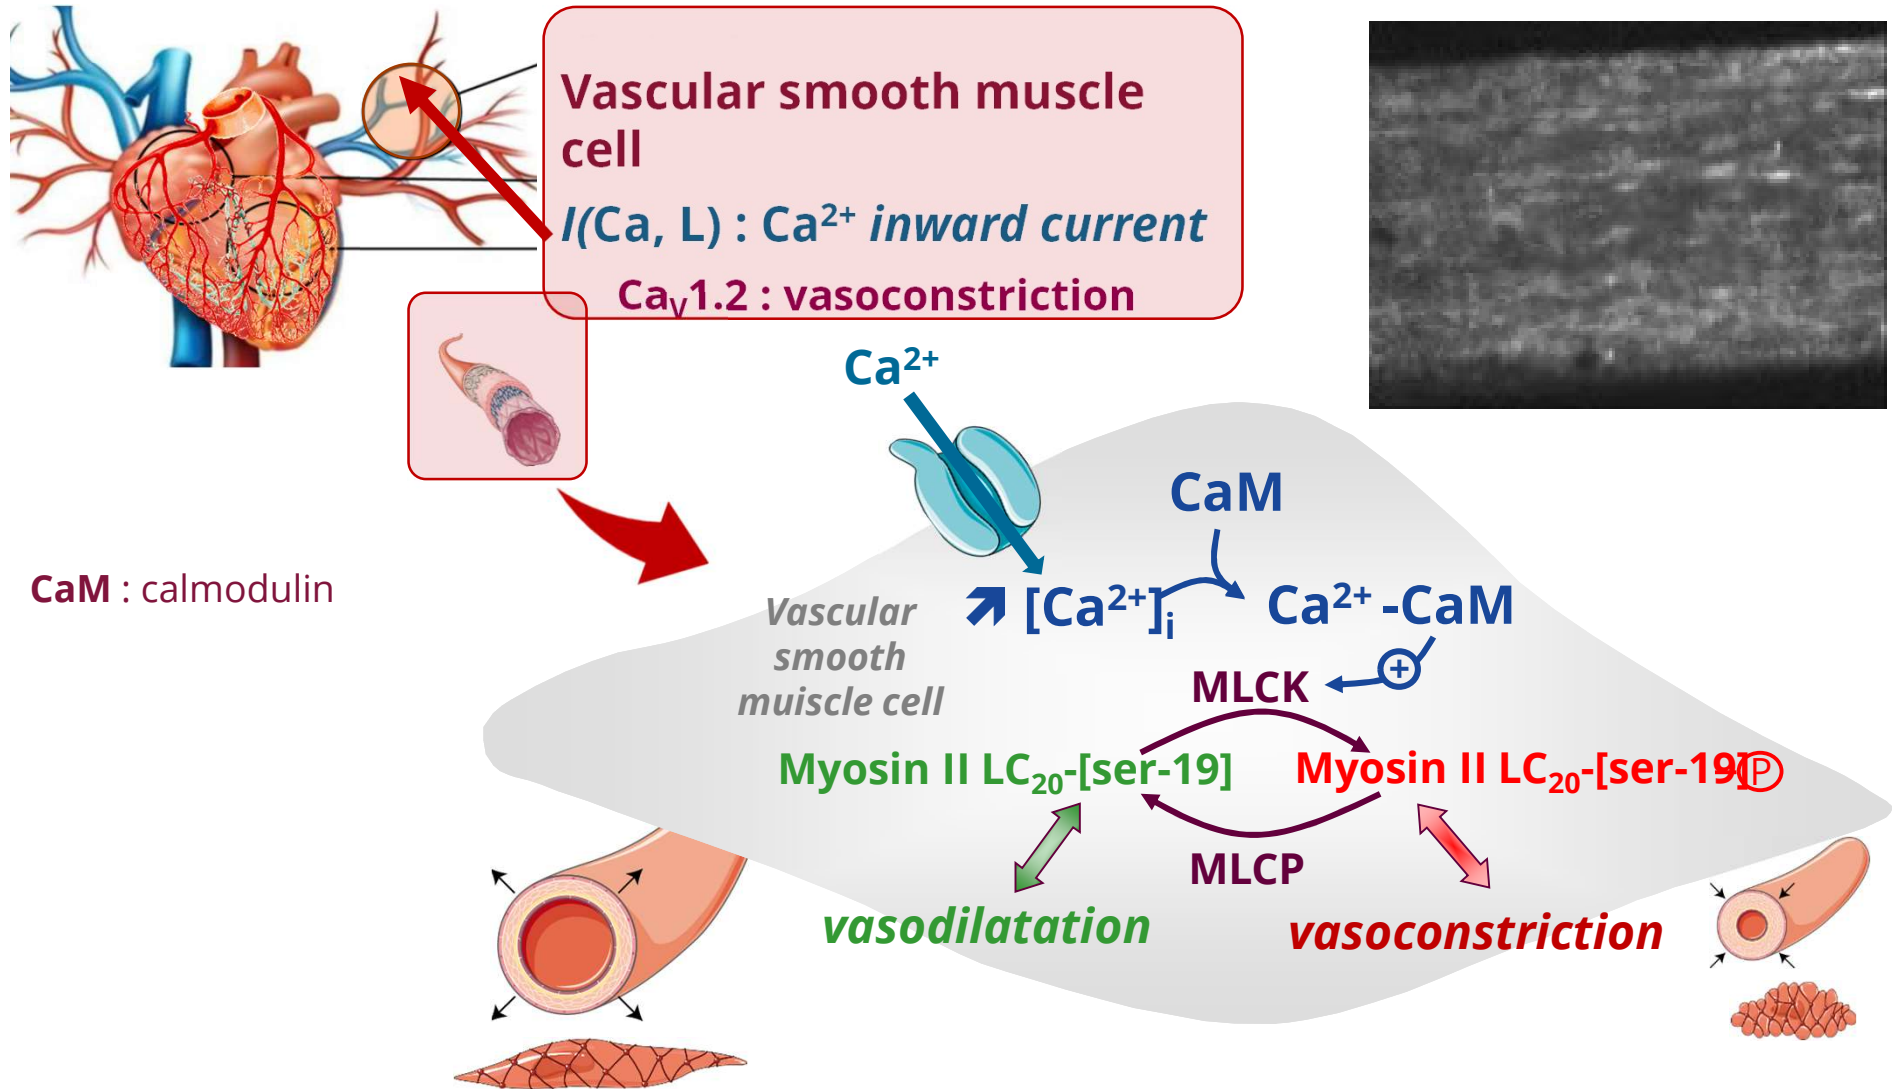 Vascular smooth muscle
cell
I(Ca, L) : Ca²⁺ inward current
CaV1.2 : vasoconstriction
Ca²⁺
CaM
CaM : calmodulin
↗ [Ca²⁺]i
Ca²⁺ -CaM
Vascular
smooth
muiscle cell
+
MLCK
Myosin II LC₂₀-[ser-19]
Myosin II LC₂₀-[ser-19]-P
MLCP
vasodilatation
vasoconstriction